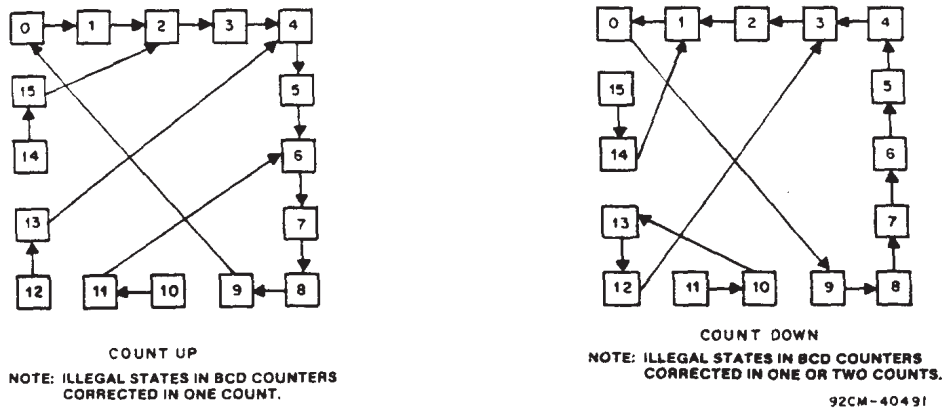 0 1 2 3 4
15 5
14 6
13 7
12 11 10 9 8
COUNT UP
NOTE: ILLEGAL STATES IN BCD COUNTERS
CORRECTED IN ONE COUNT.
0 1 2 3 4
15 5
14 6
13 7
12 11 10 9 8
COUNT DOWN
NOTE: ILLEGAL STATES IN BCD COUNTERS
CORRECTED IN ONE OR TWO COUNTS.
92CM-40491